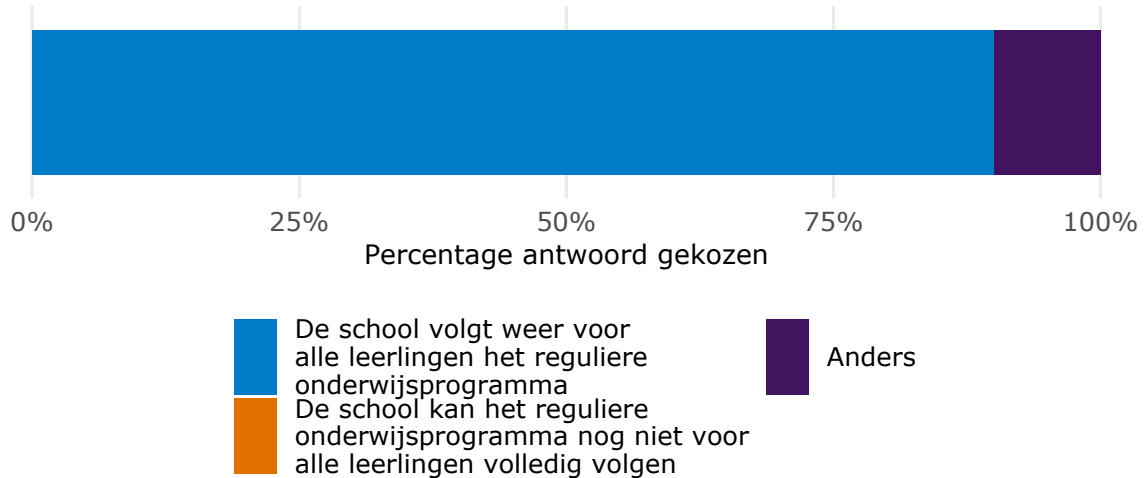 0%
25%
50%
75%
100%
Percentage antwoord gekozen
De school volgt weer voor
alle leerlingen het reguliere
onderwijsprogramma
De school kan het reguliere
onderwijsprogramma nog niet voor
alle leerlingen volledig volgen
Anders